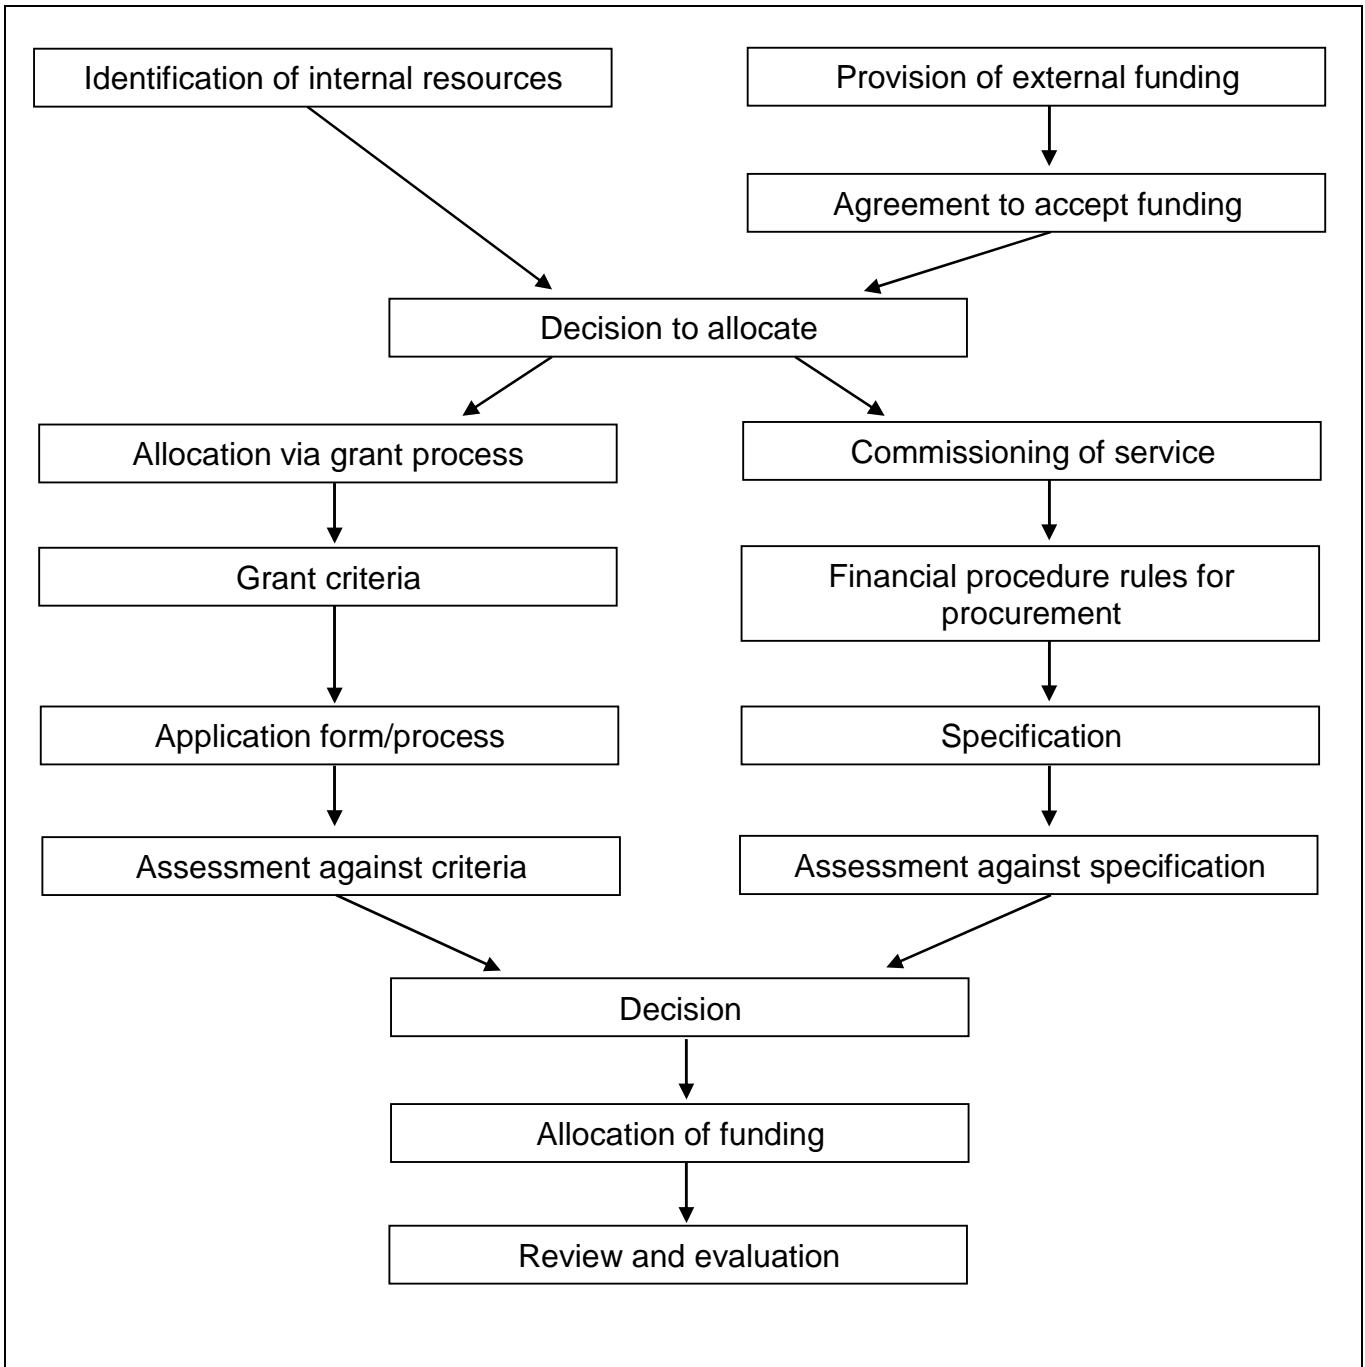 Identification of internal resources
Provision of external funding
Agreement to accept funding
Decision to allocate
Allocation via grant process
Commissioning of service
Grant criteria
Financial procedure rules for
procurement
Application form/process
Specification
Assessment against criteria
Assessment against specification
Decision
Allocation of funding
Review and evaluation